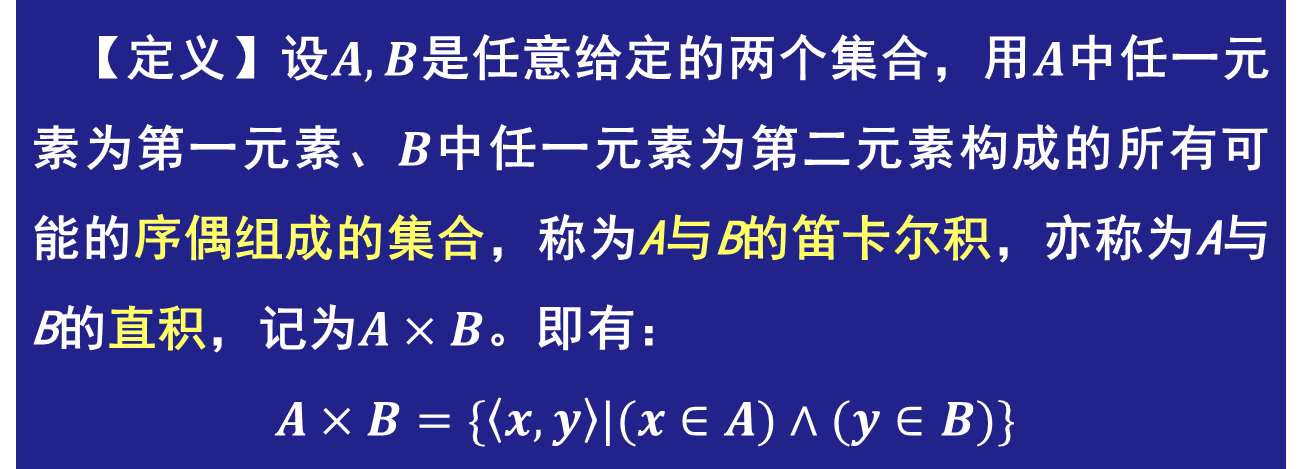 【定义】设A,B是任意给定的两个集合，用A中任一元
素为第一元素、B中任一元素为第二元素构成的所有可
能的序偶组成的集合，称为A与B的笛卡尔积，亦称为A与
B的直积，记为A × B。即有：
A × B = {⟨x,y⟩|(x ∈ A) ∧ (y ∈ B)}